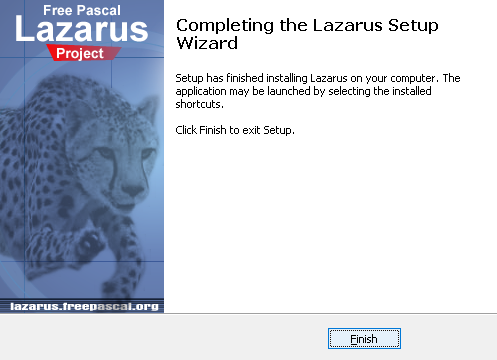 Free Pascal
Lazarus
Project
Completing the Lazarus Setup
Wizard
Setup has finished installing Lazarus on your computer. The
application may be launched by selecting the installed
shortcuts.
Click Finish to exit Setup.
lazarus.freepascal.org
Finish